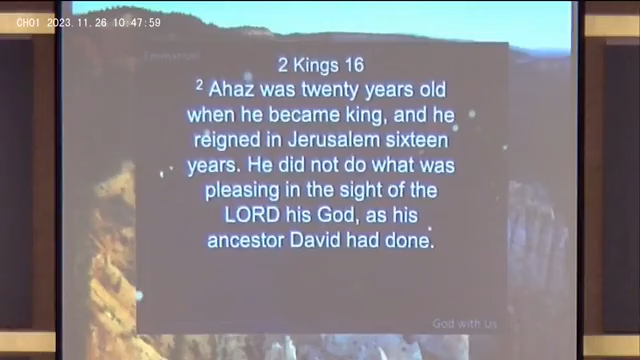 CH01 2023.11.26 10:47:59
Emmanuel
2 Kings 16
2 Ahaz was twenty years old
when he became king, and he
reigned in Jerusalem sixteen
years. He did not do what was
pleasing in the sight of the
LORD his God, as his
ancestor David had done.
God with Us